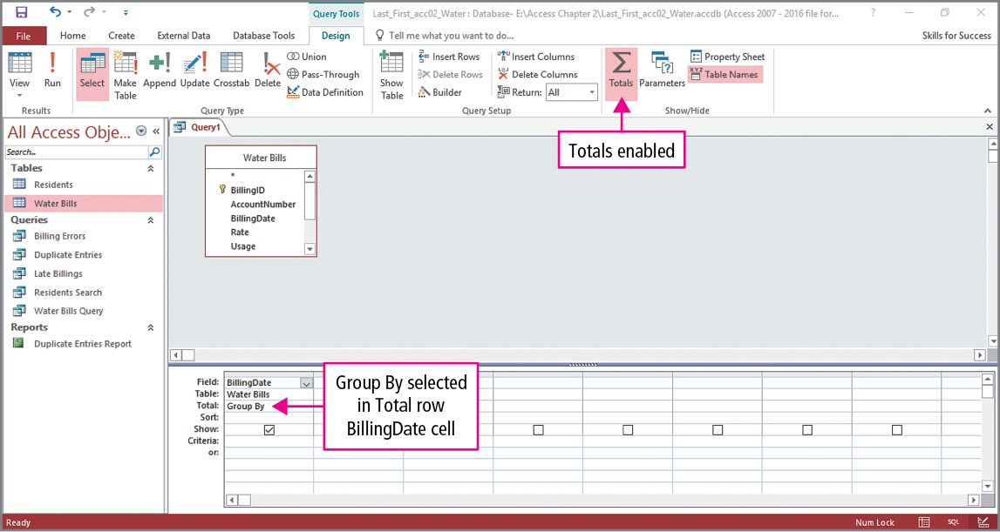 Query Tools
Last_First_acc02_Water : Database- E:\Access Chapter 2\Last_First_acc02_Water.accdb (Access 2007 - 2016 file for...
?
File
Home
Create
External Data
Database Tools
Design
Tell me what you want to do...
Skills for Success
View
Run
Select
Make
Table
Append
Update
Crosstab
Delete
Union
Pass-Through
Data Definition
Show
Table
Insert Rows
Delete Rows
Builder
Insert Columns
Delete Columns
Return: All
Totals
Parameters
Property Sheet
XYZ Table Names
Results
Query Type
Query Setup
Show/Hide
All Access Obje...
Search...
Tables
Residents
Water Bills
Queries
Billing Errors
Duplicate Entries
Late Billings
Residents Search
Water Bills Query
Reports
Duplicate Entries Report
Query1
Totals enabled
Water Bills
*
BillingID
AccountNumber
BillingDate
Rate
Usage
Field: BillingDate
Table: Water Bills
Total: Group By
Sort:
Show:
Criteria:
or:
Group By selected
in Total row
BillingDate cell
Ready
Num Lock
SQL